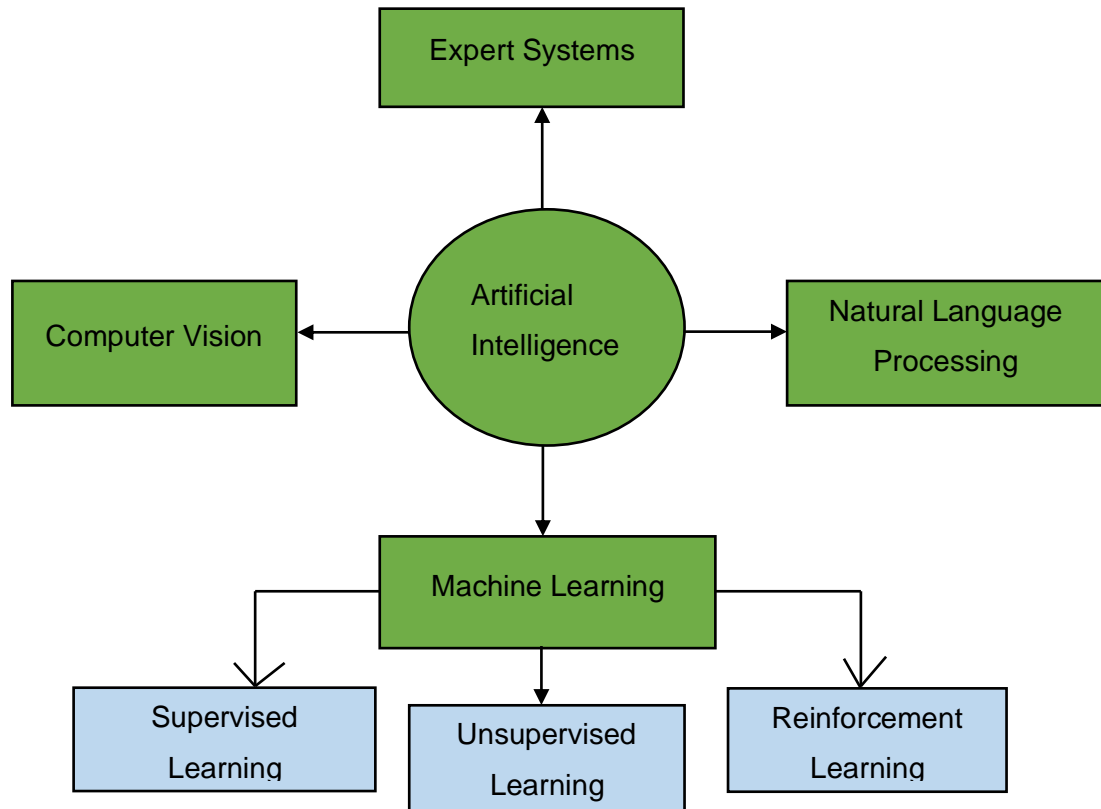 Expert Systems
Artificial
Intelligence
Computer Vision
Natural Language
Processing
Machine Learning
Supervised
Learning
Unsupervised
Learning
Reinforcement
Learning